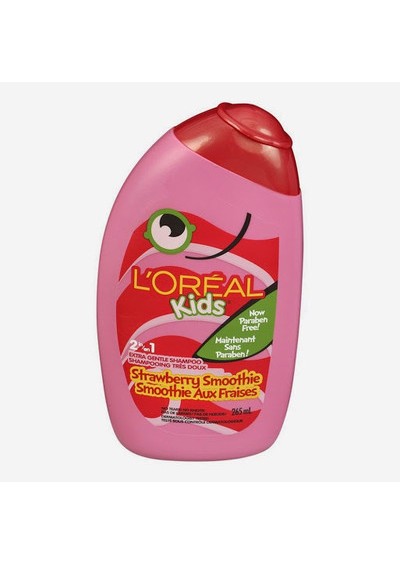 L'ORÉAL
Kids
Now
Paraben
Free!
Maintenant
Sans
Paraben!
2 in 1
EXTRA GENTLE SHAMPOO
SHAMPOOING TRÈS DOUX
Strawberry Smoothie
Smoothie Aux Fraises
265 mL